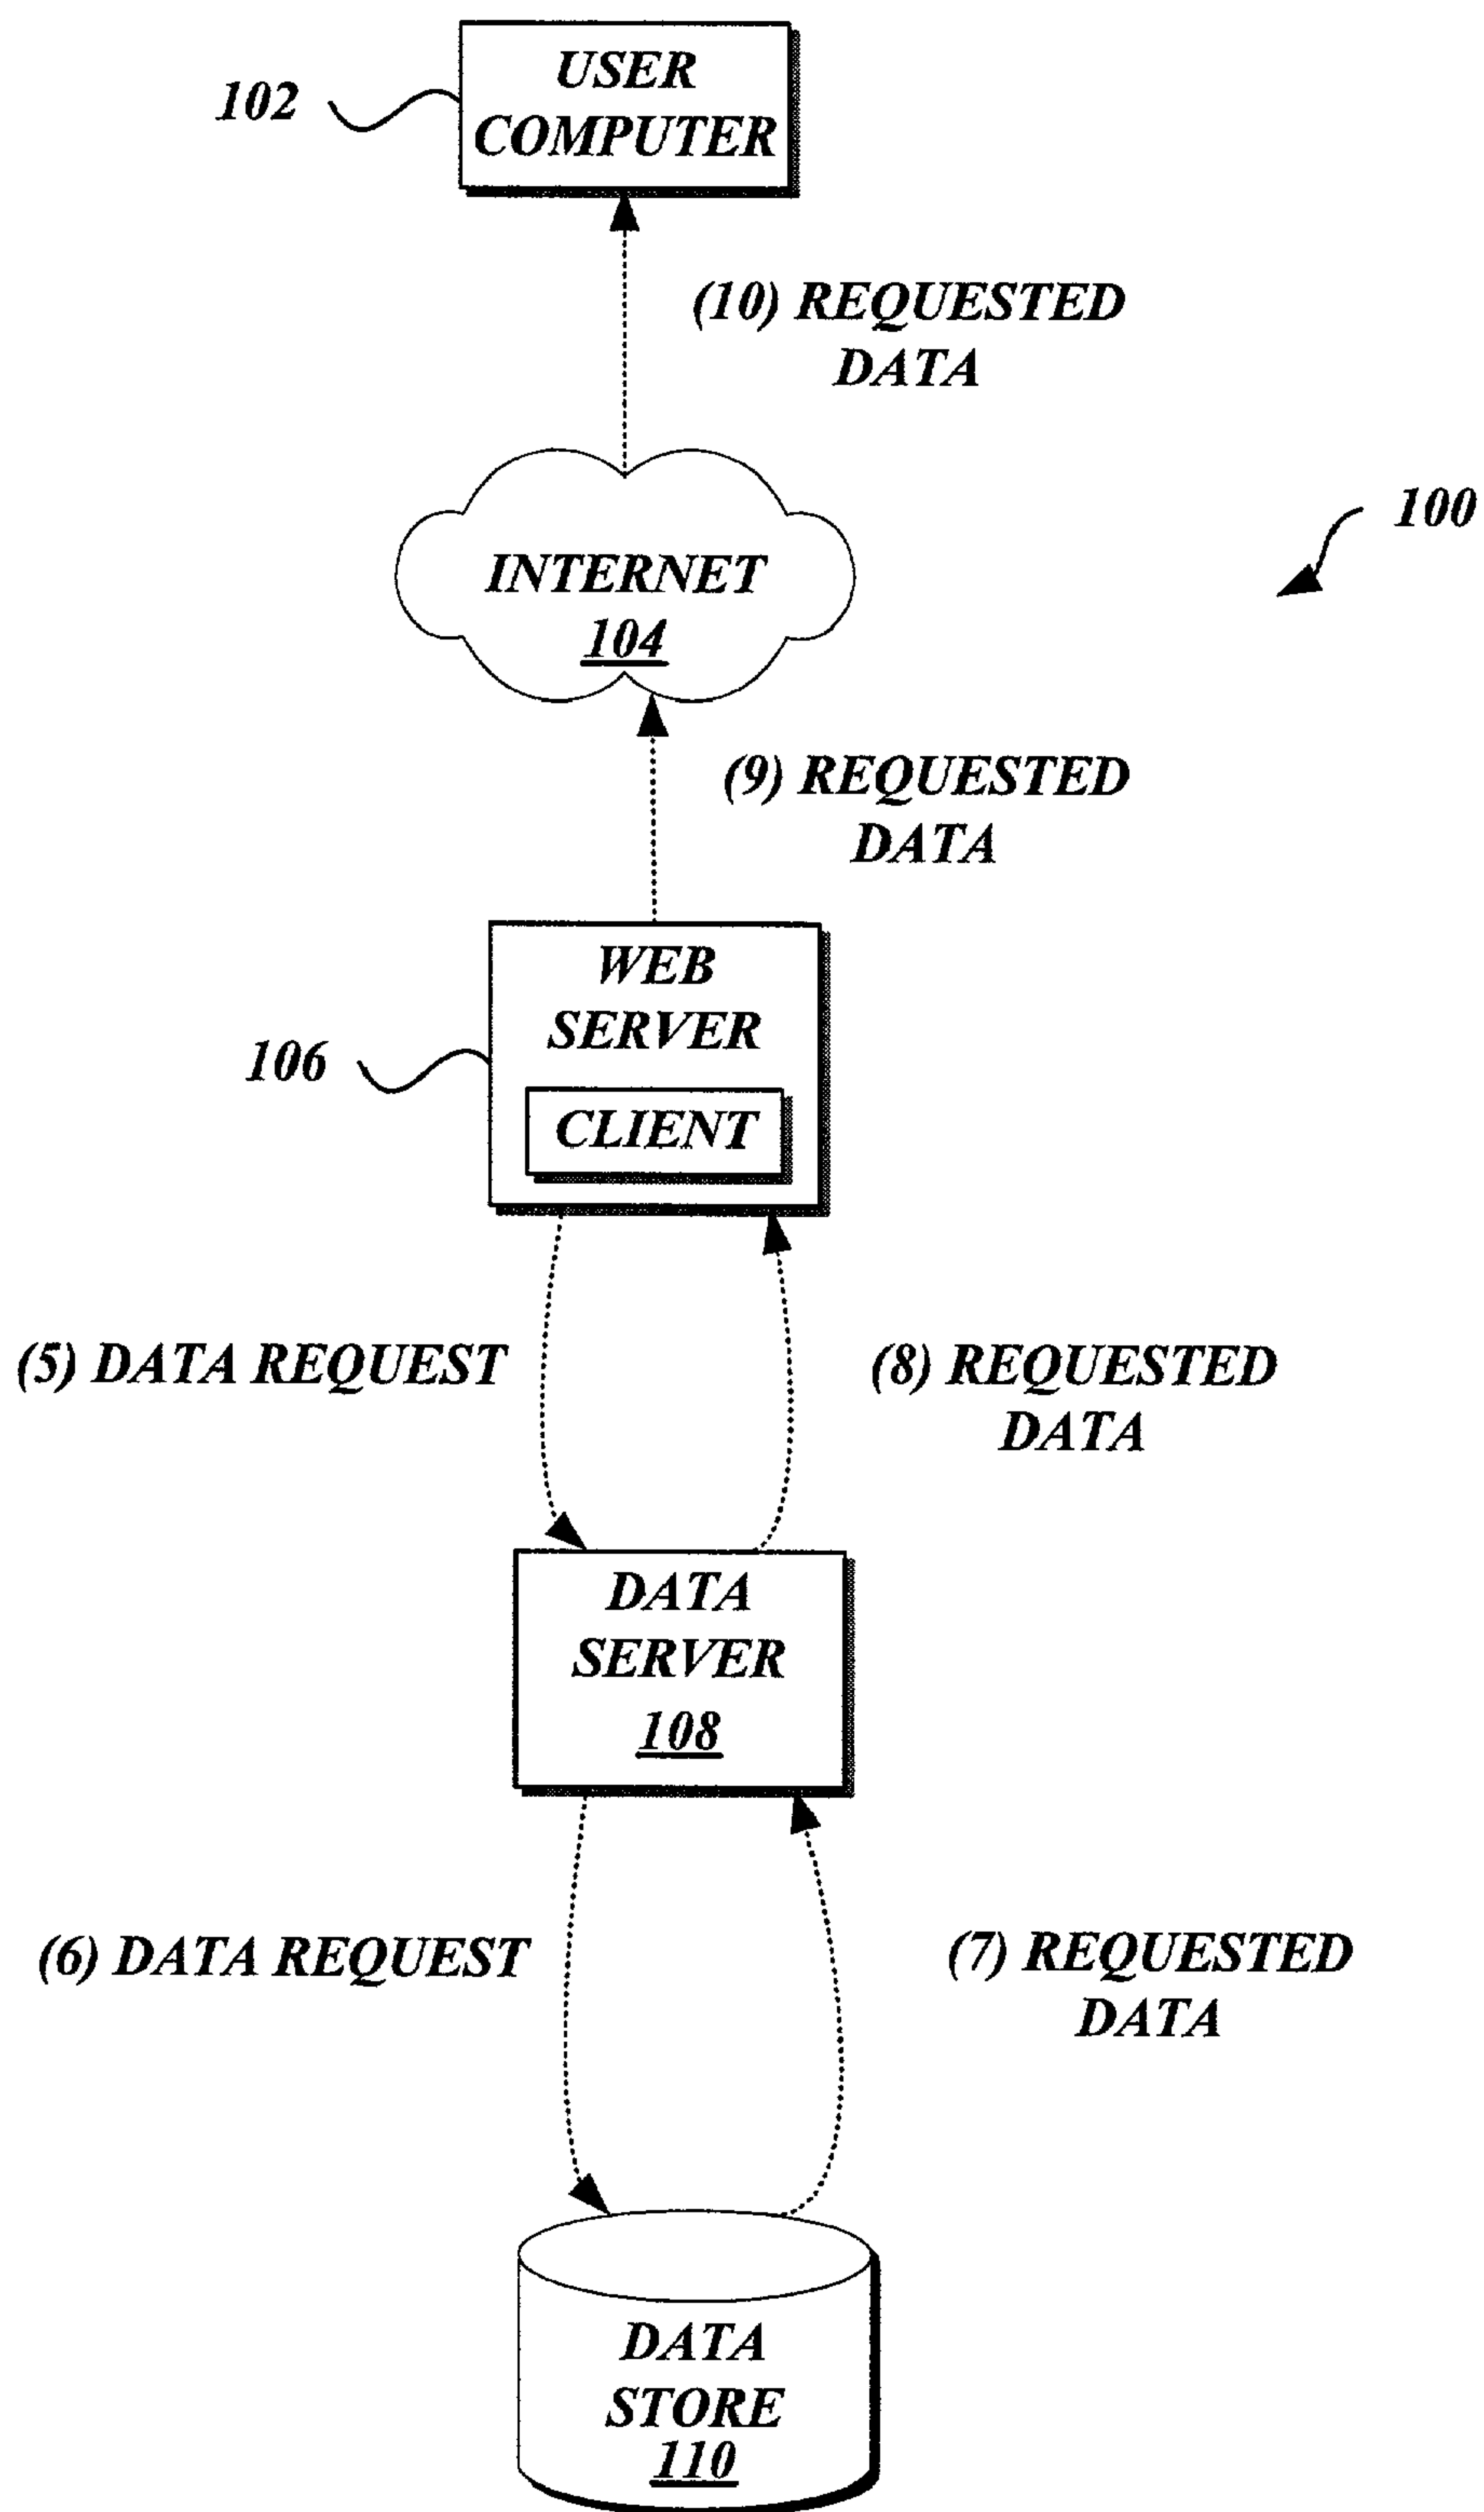 USER
COMPUTER
102
(10) REQUESTED
DATA
100
INTERNET
104
(9) REQUESTED
DATA
WEB
SERVER
106
CLIENT
(5) DATA REQUEST
(8) REQUESTED
DATA
DATA
SERVER
108
(6) DATA REQUEST
(7) REQUESTED
DATA
DATA
STORE
110